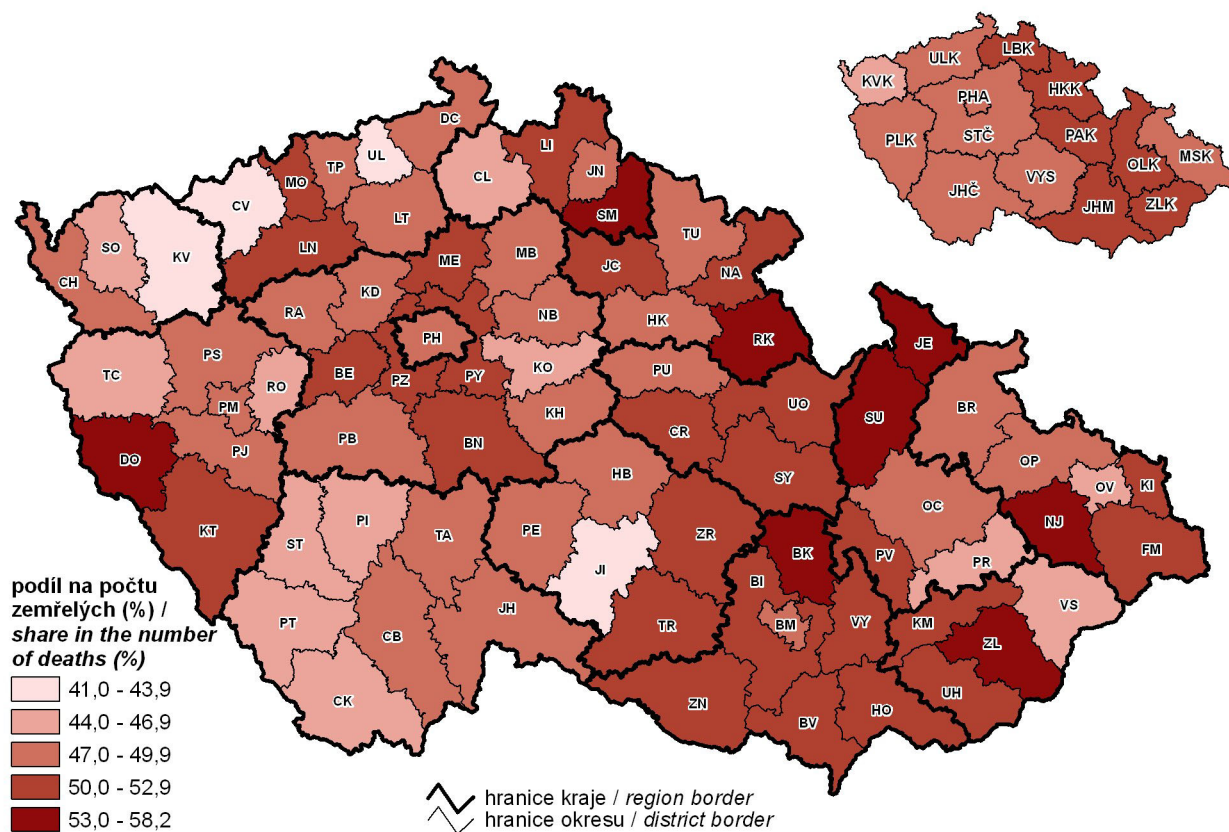 LBK
ULK
KVK
HKK
PHA
STČ
PAK
PLK
OLK
MSK
VYS
JHČ
JHM
ZLK
DC
UL
TP
LI
MO
CL
JN
CV
SM
LT
SO
KV
LN
TU
MB
ME
JC
NA
CH
KD
RA
NB
HK
PH
RK
JE
PS
TC
RO
BE
PZ
PY
KO
PU
PM
UO
BR
SU
KH
CR
DO
PJ
PB
BN
OP
HB
SY
OV
KI
OC
NJ
PI
KT
ST
TA
PE
ZR
BK
PV
FM
PR
JI
BI
VS
PT
CB
JH
TR
BM
VY
KM
ZL
CK
ZN
BV
HO
UH
podíl na počtu
zemřelých (%) /
share in the number
of deaths (%)
41,0 - 43,9
44,0 - 46,9
47,0 - 49,9
50,0 - 52,9
53,0 - 58,2
hranice kraje / region border
hranice okresu / district border